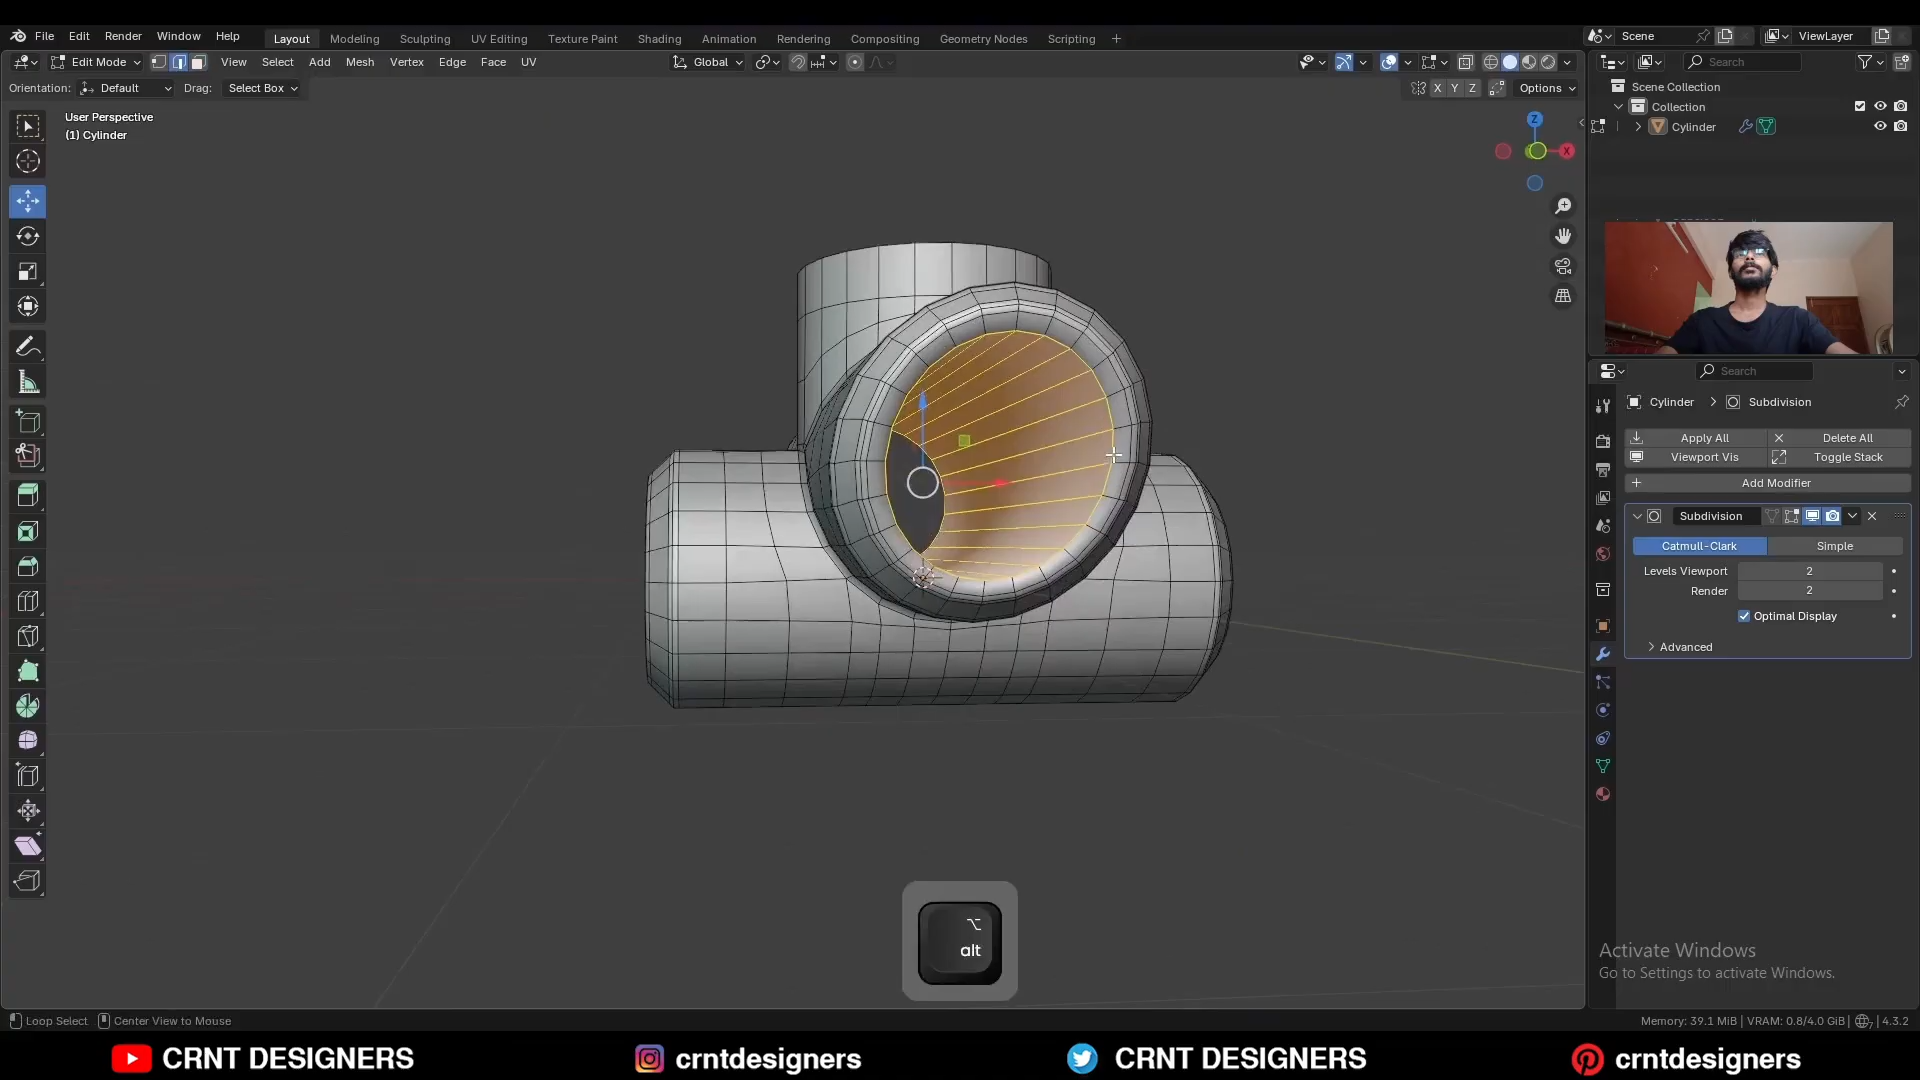 File Edit Render Window Help
Layout Modeling Sculpting UV Editing Texture Paint Shading Animation Rendering Compositing Geometry Nodes Scripting
Scene ViewLayer
Edit Mode View Select Add Mesh Vertex Edge Face UV
Global
Search
Orientation: Default Drag: Select Box
X Y Z Options
Scene Collection
Collection
Cylinder
User Perspective
(1) Cylinder
Z
X
Search
Cylinder > Subdivision
Apply All Delete All
Viewport Vis Toggle Stack
Add Modifier
Subdivision
Catmull-Clark Simple
Levels Viewport 2
Render 2
Optimal Display
Advanced
alt
Activate Windows
Go to Settings to activate Windows.
Loop Select Center View to Mouse
Memory: 39.1 MiB | VRAM: 0.8/4.0 GiB | 4.3.2
CRNT DESIGNERS crntdesigners CRNT DESIGNERS crntdesigners